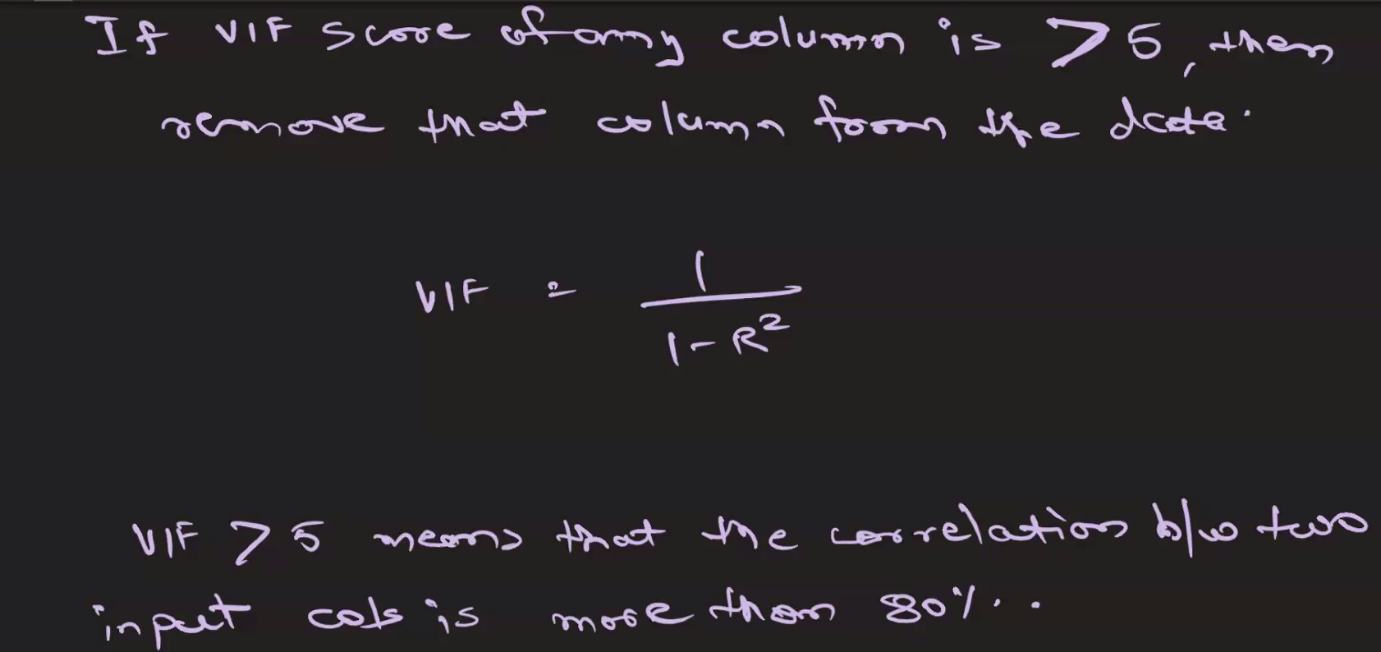 If VIF score of any column is > 5, then
remove that column from the data.
VIF = 1 / 1 - R²
VIF > 5 means that the correlation b/w two
input cols is more than 80%..